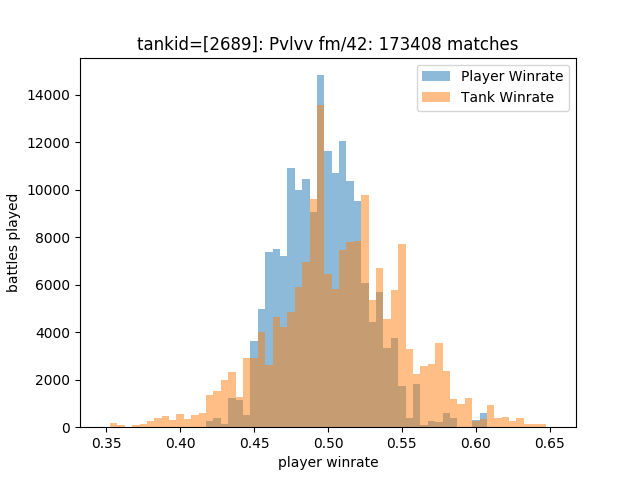 tankid=[2689]: Pvlvv fm/42: 173408 matches
Player Winrate
Tank Winrate
14000
12000
10000
8000
6000
4000
2000
0
battles played
0.35 0.40 0.45 0.50 0.55 0.60 0.65
player winrate